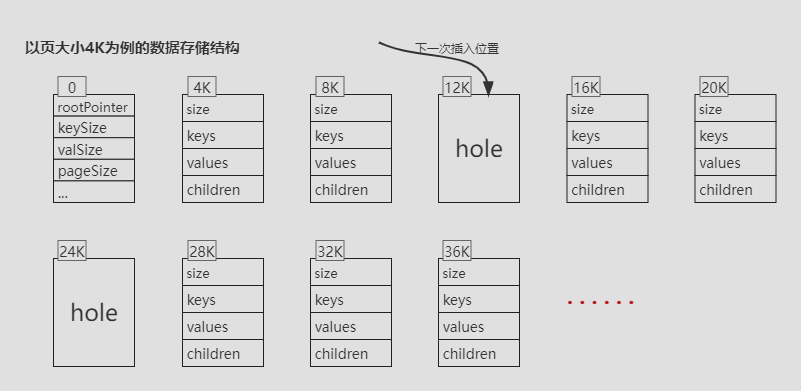 以页大小4K为例的数据存储结构
下一次插入位置
0
rootPointer
keySize
valSize
pageSize
...
4K
size
keys
values
children
8K
size
keys
values
children
12K
hole
16K
size
keys
values
children
20K
size
keys
values
children
24K
hole
28K
size
keys
values
children
32K
size
keys
values
children
36K
size
keys
values
children
......